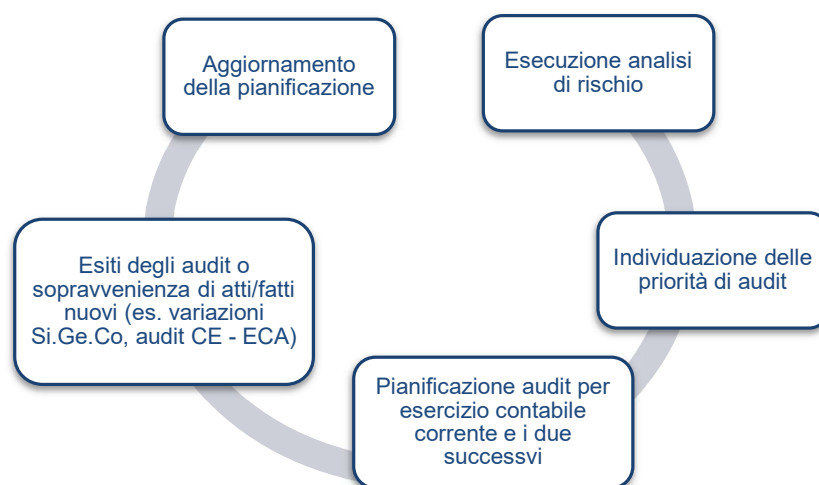 Aggiornamento
della pianificazione
Esecuzione analisi
di rischio
Individuazione delle
priorità di audit
Pianificazione audit per
esercizio contabile
corrente e i due
successvi
Esiti degli audit o
sopravvenienza di atti/fatti
nuovi (es. variazioni
Si.Ge.Co, audit CE - ECA)